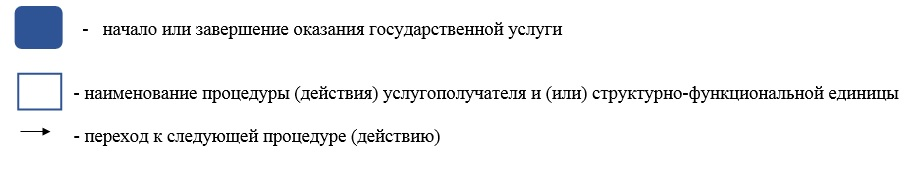 - начало или завершение оказания государственной услуги
- наименование процедуры (действия) услугополучателя и (или) структурно-функциональной единицы
- переход к следующей процедуре (действию)